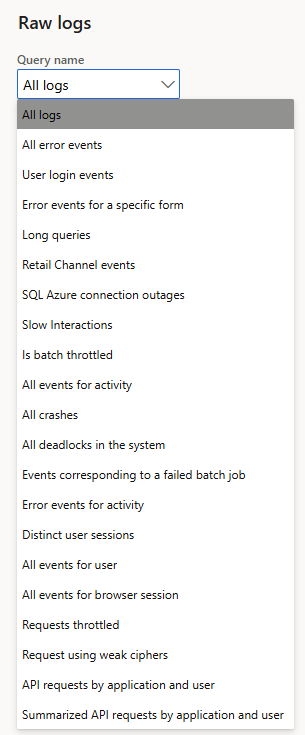 Raw logs
Query name
All logs
All logs
All error events
User login events
Error events for a specific form
Long queries
Retail Channel events
SQL Azure connection outages
Slow Interactions
Is batch throttled
All events for activity
All crashes
All deadlocks in the system
Events corresponding to a failed batch job
Error events for activity
Distinct user sessions
All events for user
All events for browser session
Requests throttled
Request using weak ciphers
API requests by application and user
Summarized API requests by application and user